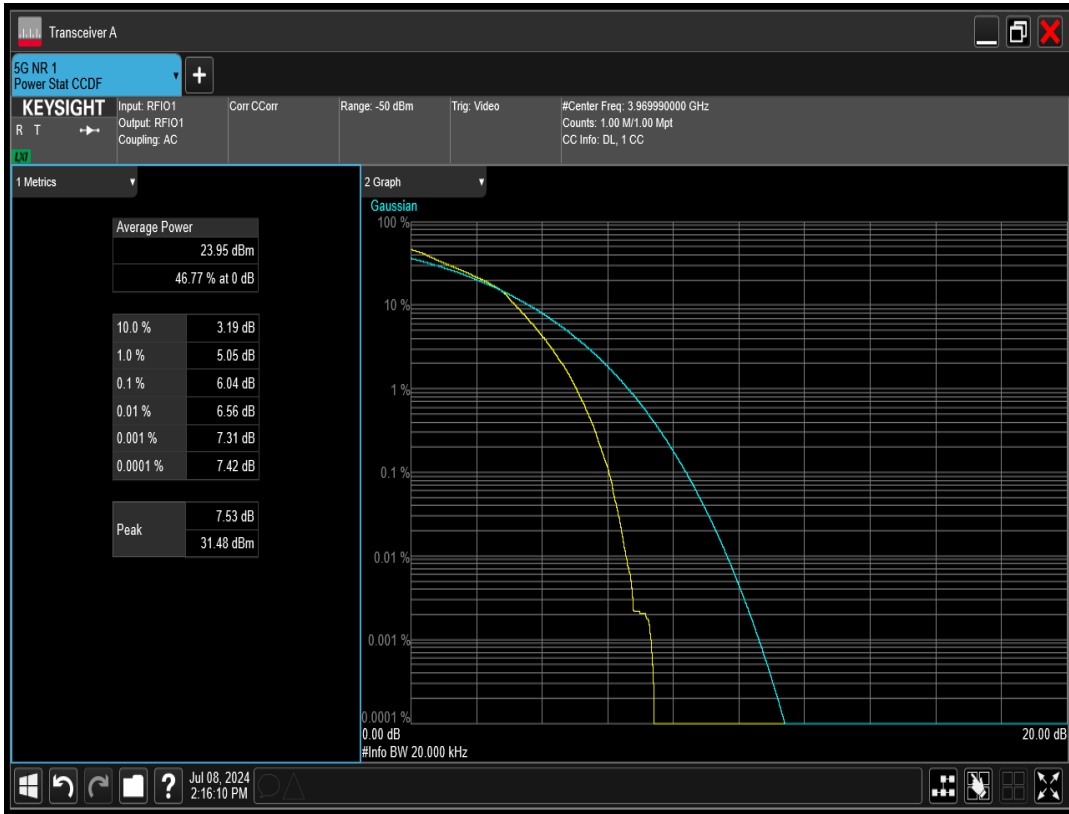 Transceiver A
5G NR 1
Power Stat CCDF
+
KEYSIGHT
R T
LXI
Input: RFIO1
Output: RFIO1
Coupling: AC
Corr CCorr
Range: -50 dBm
Trig: Video
#Center Freq: 3.969990000 GHz
Counts: 1.00 M/1.00 Mpt
CC Info: DL, 1 CC
1 Metrics
Average Power
23.95 dBm
46.77 % at 0 dB
10.0 % 3.19 dB
1.0 % 5.05 dB
0.1 % 6.04 dB
0.01 % 6.56 dB
0.001 % 7.31 dB
0.0001 % 7.42 dB
Peak
7.53 dB
31.48 dBm
2 Graph
Gaussian
100 %
10 %
1 %
0.1 %
0.01 %
0.001 %
0.0001 %
0.00 dB 20.00 dB
#Info BW 20.000 kHz
?
Jul 08, 2024
2:16:10 PM